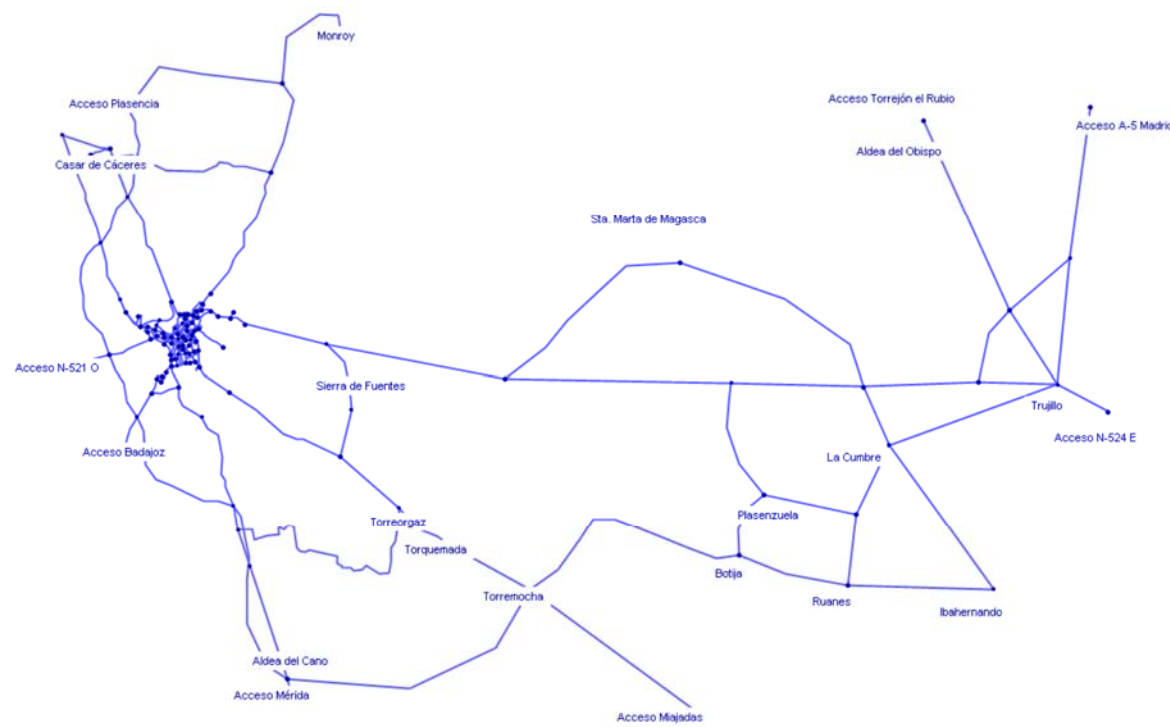 Monroy
Acceso Plasencia
Acceso Torrejón el Rubio
Acceso A-5 Madrid
Aldea del Obispo
Casar de Cáceres
Sta. Marta de Magasca
Acceso N-521 O
Sierra de Fuentes
Trujillo
Acceso N-524 E
Acceso Badajoz
La Cumbre
Plasenzuela
Torreorgaz
Torquemada
Botija
Torremocha
Ruanes
Ibahernando
Aldea del Cano
Acceso Mérida
Acceso Miajadas